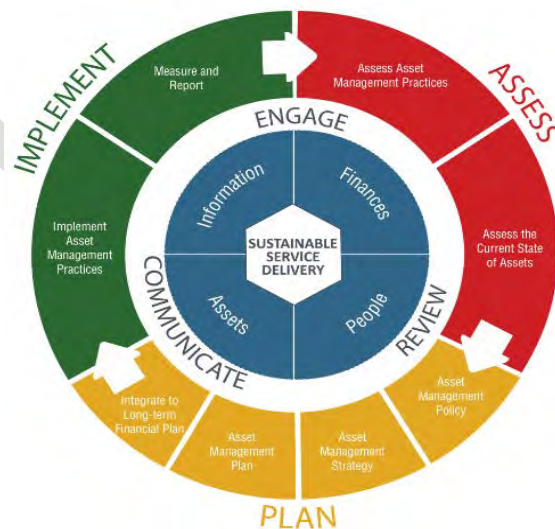 IMPLEMENT
Measure and
Report
Assess Asset
Management Practices
ASSESS
ENGAGE
Information
Finances
Implement
Asset
Management
Practices
SUSTAINABLE
SERVICE
DELIVERY
Assess the
Current State
of Assets
COMMUNICATE
Assets
People
REVIEW
Integrate to
Long-term
Financial Plan
Asset
Management
Plan
Asset
Management
Strategy
Asset
Management
Policy
PLAN